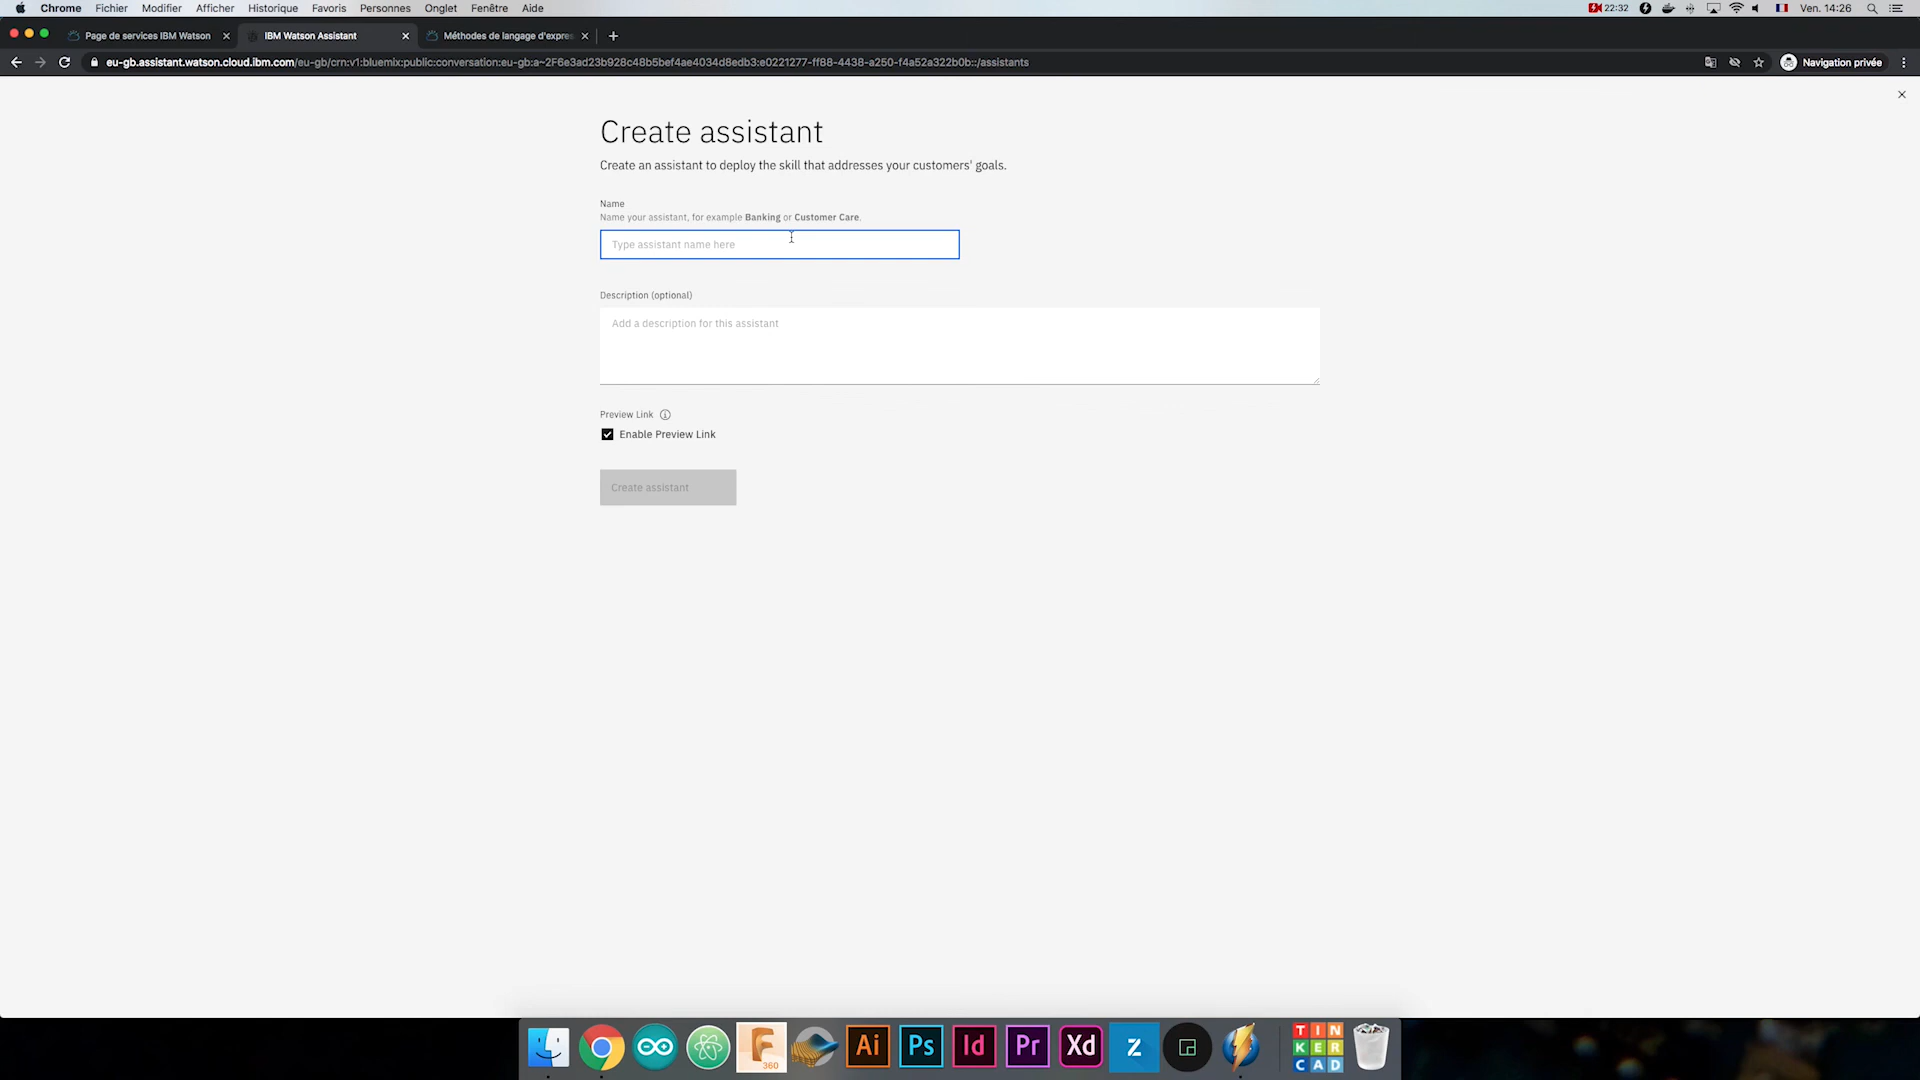 Chrome Fichier Modifier Afficher Historique Favoris Personnes Onglet Fenêtre Aide 22:32 Ven. 14:26
Page de services IBM Watson IBM Watson Assistant Méthodes de langage d'expre
eu-gb.assistant.watson.cloud.ibm.com/eu-gb/crn:v1:bluemix:public:conversation:eu-gb:a~2F6e3ad23b928c48b5bef4ae4034d8edb3:e0221277-ff88-4438-a250-f4a52a322b0b::/assistants Navigation privée
Create assistant
Create an assistant to deploy the skill that addresses your customers' goals.
Name
Name your assistant, for example Banking or Customer Care.
Type assistant name here
Description (optional)
Add a description for this assistant
Preview Link
Enable Preview Link
Create assistant
F 360 Ai Ps Id Pr Xd Z TINKERCAD